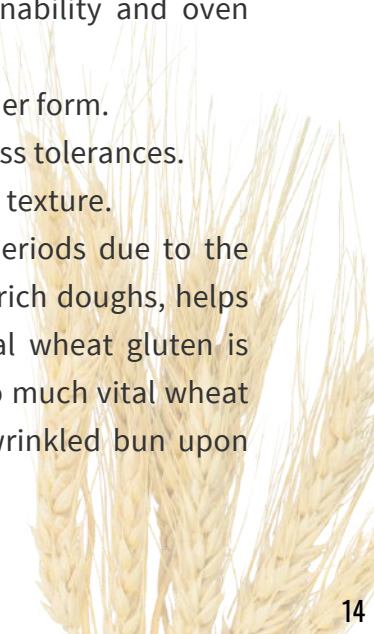 nability and oven
er form.
ss tolerances.
texture.
eriods due to the
rich doughs, helps
al wheat gluten is
o much vital wheat
wrinkled bun upon
14